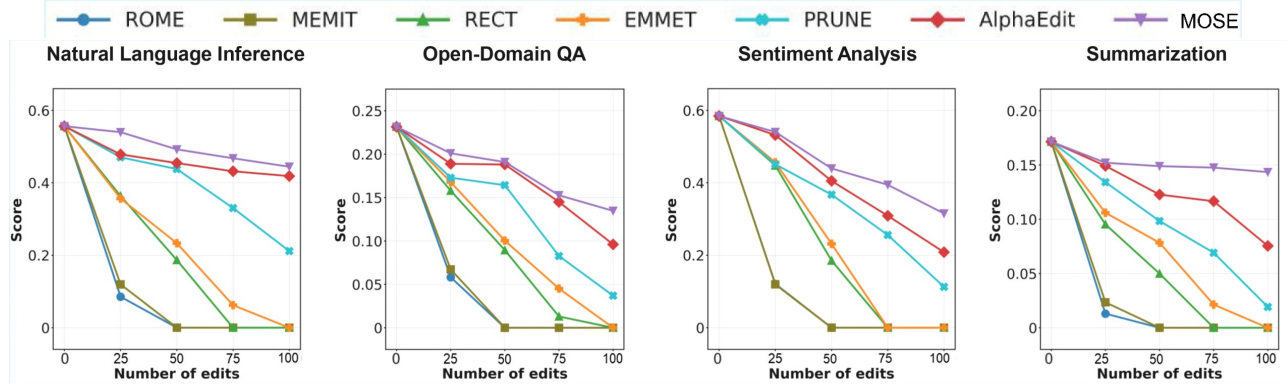 ROME MEMIT RECT EMMET PRUNE AlphaEdit MOSE
Natural Language Inference Open-Domain QA Sentiment Analysis Summarization
0.6 0.25 0.6 0.20
0.20 0.15
0.4 0.15 0.4
Score Score Score Score
0.10 0.10
0.2 0.2
0.05 0.05
0 0 0 0
0 25 50 75 100 0 25 50 75 100 0 25 50 75 100 0 25 50 75 100
Number of edits Number of edits Number of edits Number of edits